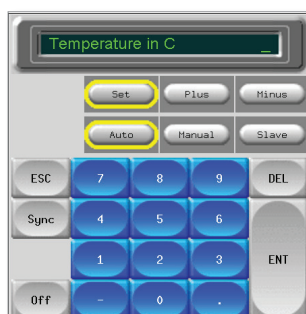 Temperature in C _
Set Plus Minus
Auto Manual Slave
ESC 7 8 9 DEL
Sync 4 5 6
1 2 3 ENT
Off - 0 .